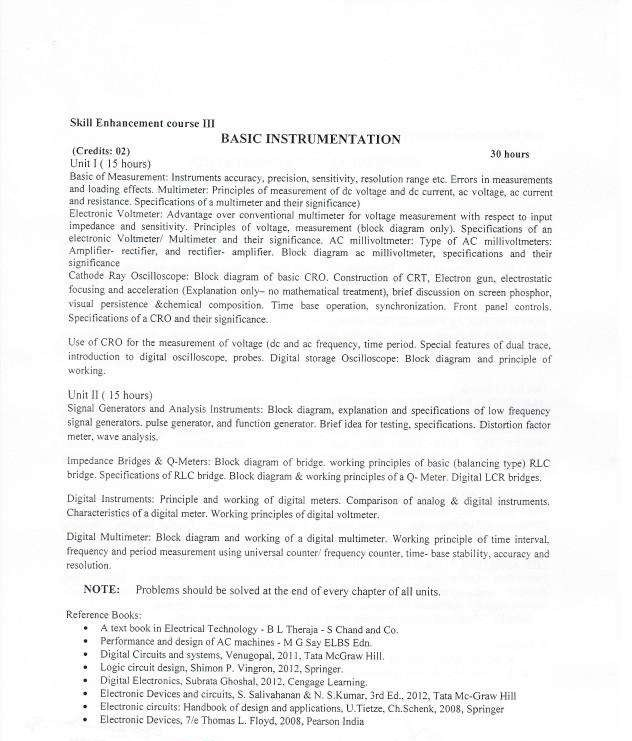 Skill Enhancement course III
BASIC INSTRUMENTATION
(Credits: 02)
30 hours
Unit I ( 15 hours)
Basic of Measurement: Instruments accuracy, precision, sensitivity, resolution range etc. Errors in measurements
and loading effects. Multimeter: Principles of measurement of dc voltage and dc current, ac voltage, ac current
and resistance. Specifications of a multimeter and their significance)
Electronic Voltmeter: Advantage over conventional multimeter for voltage measurement with respect to input
impedance and sensitivity. Principles of voltage, measurement (block diagram only). Specifications of an
electronic Voltmeter/ Multimeter and their significance. AC millivoltmeter: Type of AC millivoltmeters:
Amplifier- rectifier, and rectifier- amplifier. Block diagram ac millivoltmeter, specifications and their
significance
Cathode Ray Oscilloscope: Block diagram of basic CRO. Construction of CRT, Electron gun, electrostatic
focusing and acceleration (Explanation only– no mathematical treatment), brief discussion on screen phosphor,
visual persistence &chemical composition. Time base operation, synchronization. Front panel controls.
Specifications of a CRO and their significance.
Use of CRO for the measurement of voltage (dc and ac frequency, time period. Special features of dual trace,
introduction to digital oscilloscope, probes. Digital storage Oscilloscope: Block diagram and principle of
working.
Unit II ( 15 hours)
Signal Generators and Analysis Instruments: Block diagram, explanation and specifications of low frequency
signal generators. pulse generator, and function generator. Brief idea for testing, specifications. Distortion factor
meter, wave analysis.
Impedance Bridges & Q-Meters: Block diagram of bridge. working principles of basic (balancing type) RLC
bridge. Specifications of RLC bridge. Block diagram & working principles of a Q- Meter. Digital LCR bridges.
Digital Instruments: Principle and working of digital meters. Comparison of analog & digital instruments.
Characteristics of a digital meter. Working principles of digital voltmeter.
Digital Multimeter: Block diagram and working of a digital multimeter. Working principle of time interval,
frequency and period measurement using universal counter/ frequency counter, time- base stability, accuracy and
resolution.
NOTE: Problems should be solved at the end of every chapter of all units.
Reference Books:
• A text book in Electrical Technology - B L Theraja - S Chand and Co.
• Performance and design of AC machines - M G Say ELBS Edn.
• Digital Circuits and systems, Venugopal, 2011, Tata McGraw Hill.
• Logic circuit design, Shimon P. Vingron, 2012, Springer.
• Digital Electronics, Subrata Ghoshal, 2012, Cengage Learning.
• Electronic Devices and circuits, S. Salivahanan & N. S.Kumar, 3rd Ed., 2012, Tata Mc-Graw Hill
• Electronic circuits: Handbook of design and applications, U.Tietze, Ch.Schenk, 2008, Springer
• Electronic Devices, 7/e Thomas L. Floyd, 2008, Pearson India